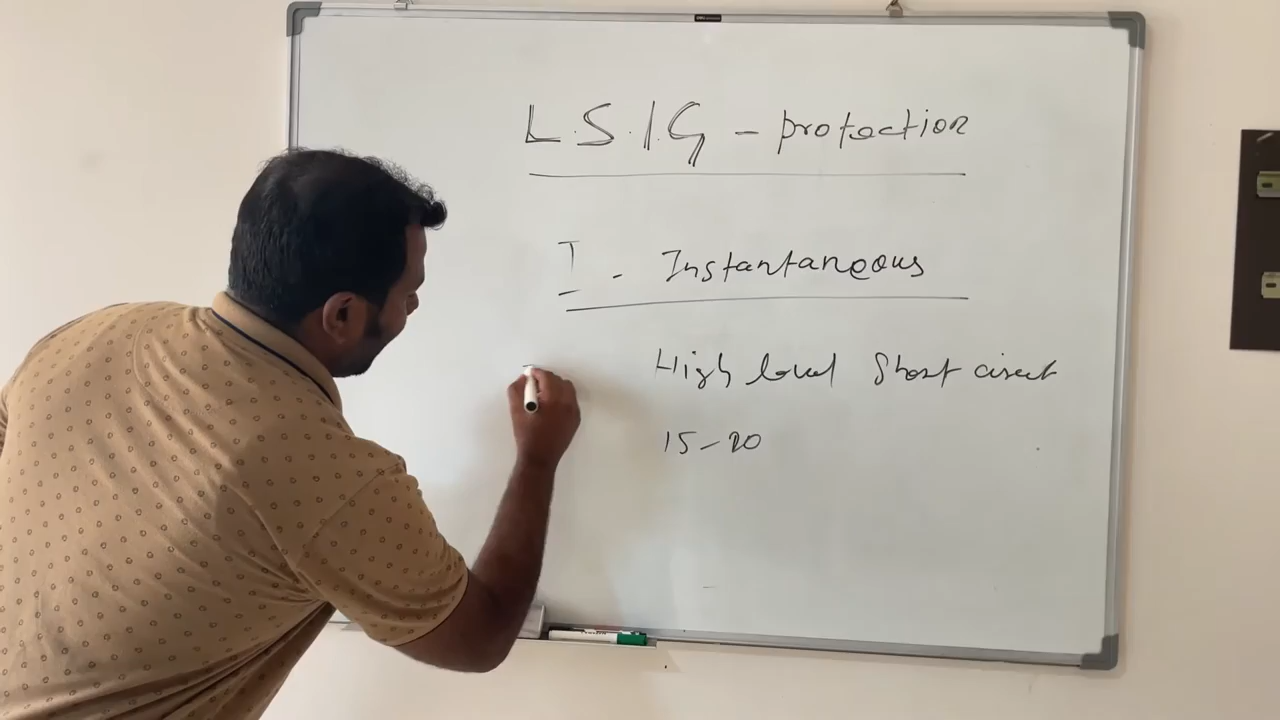 L.S.I.G - protection
I - Instantaneous
High level Short circuit
15-20